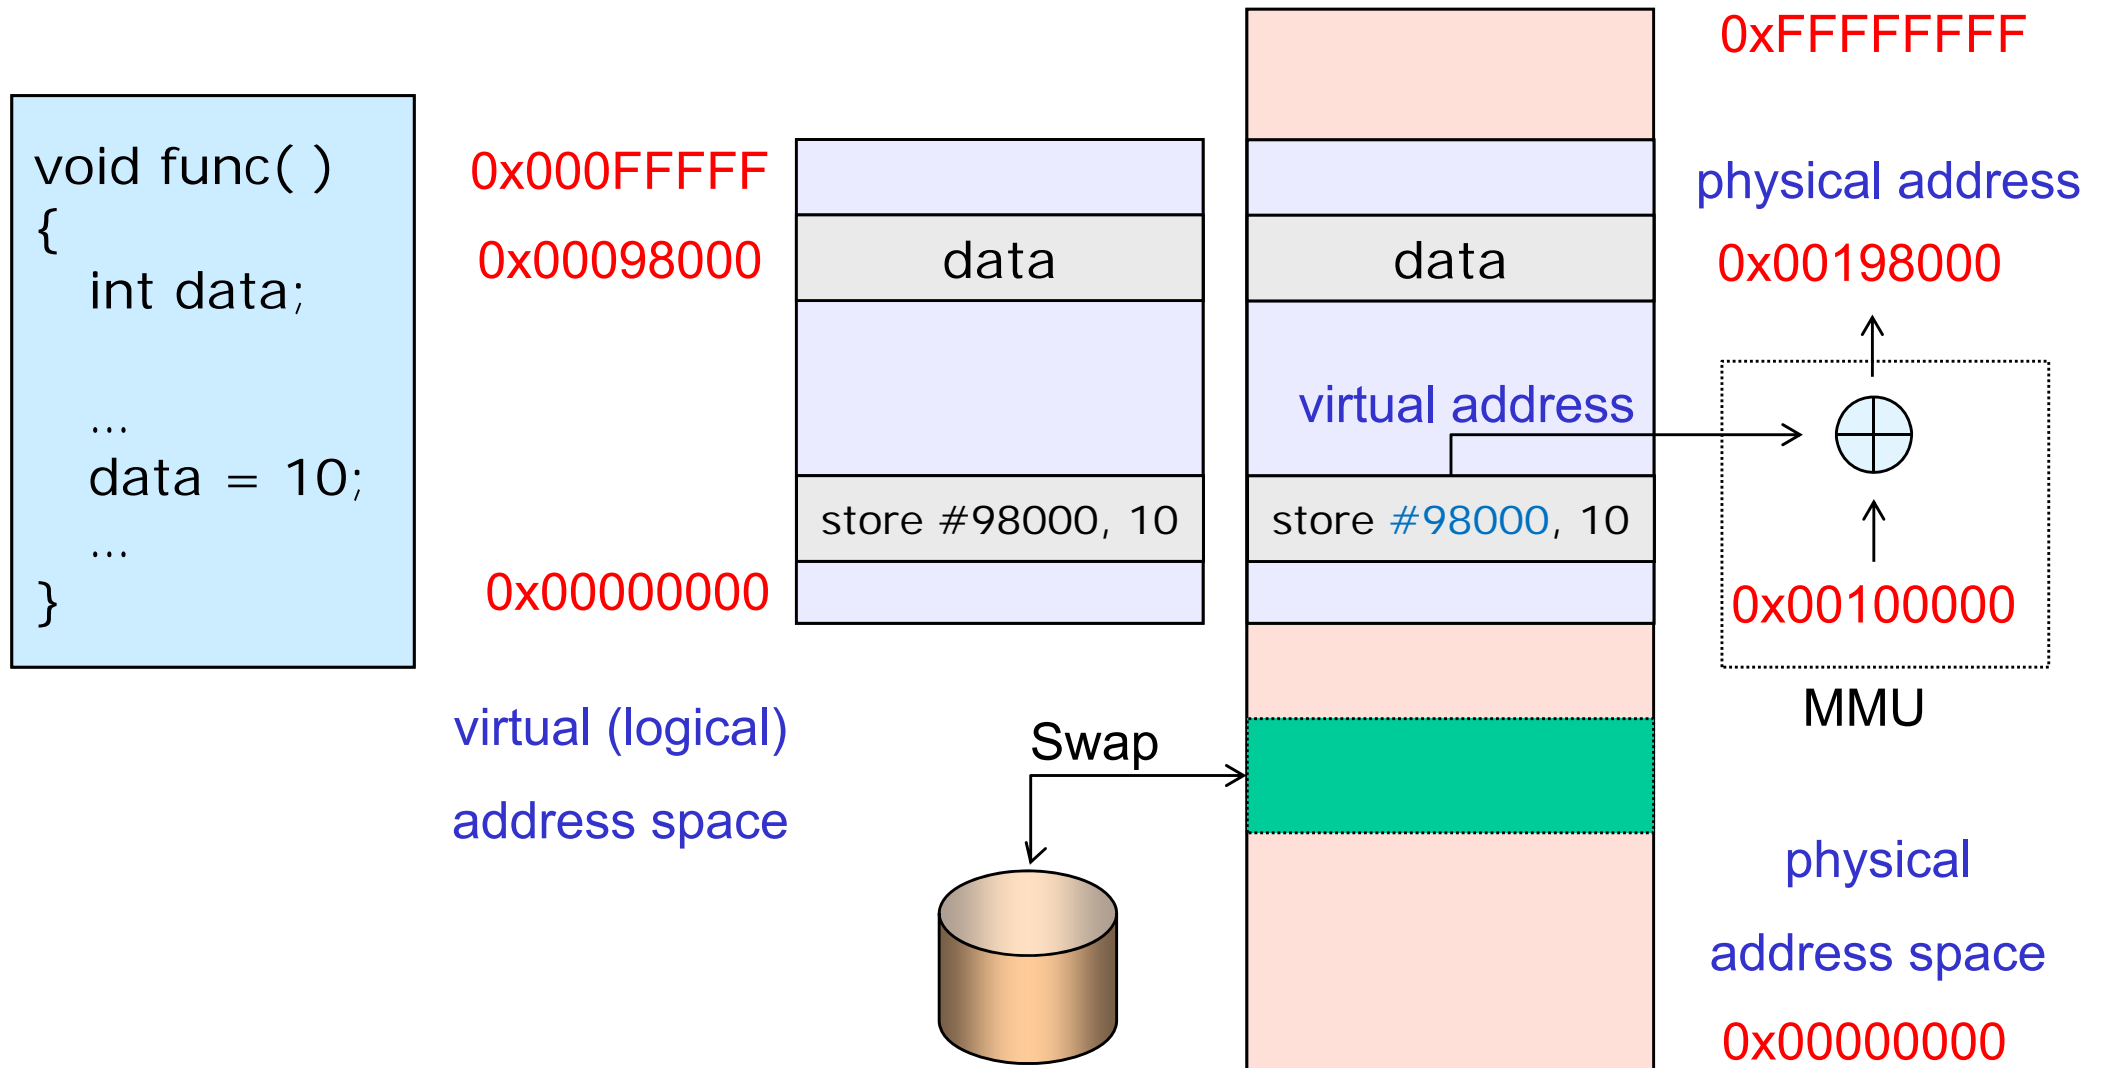 void func( )
{
int data;
...
data = 10;
...
}
0x000FFFFF
0x00098000
0x00000000
virtual (logical)
address space
data
store #98000, 10
Swap
data
virtual address
store #98000, 10
0xFFFFFFFF
physical address
0x00198000
0x00100000
MMU
physical
address space
0x00000000